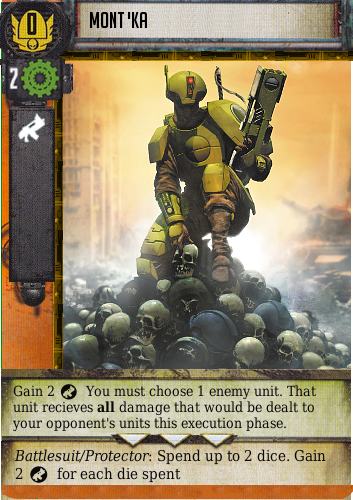 0
MONT'KA
2
Gain 2 You must choose 1 enemy unit. That
unit recieves all damage that would be dealt to
your opponent's units this execution phase.
Battlesuit/Protector: Spend up to 2 dice. Gain
2 for each die spent